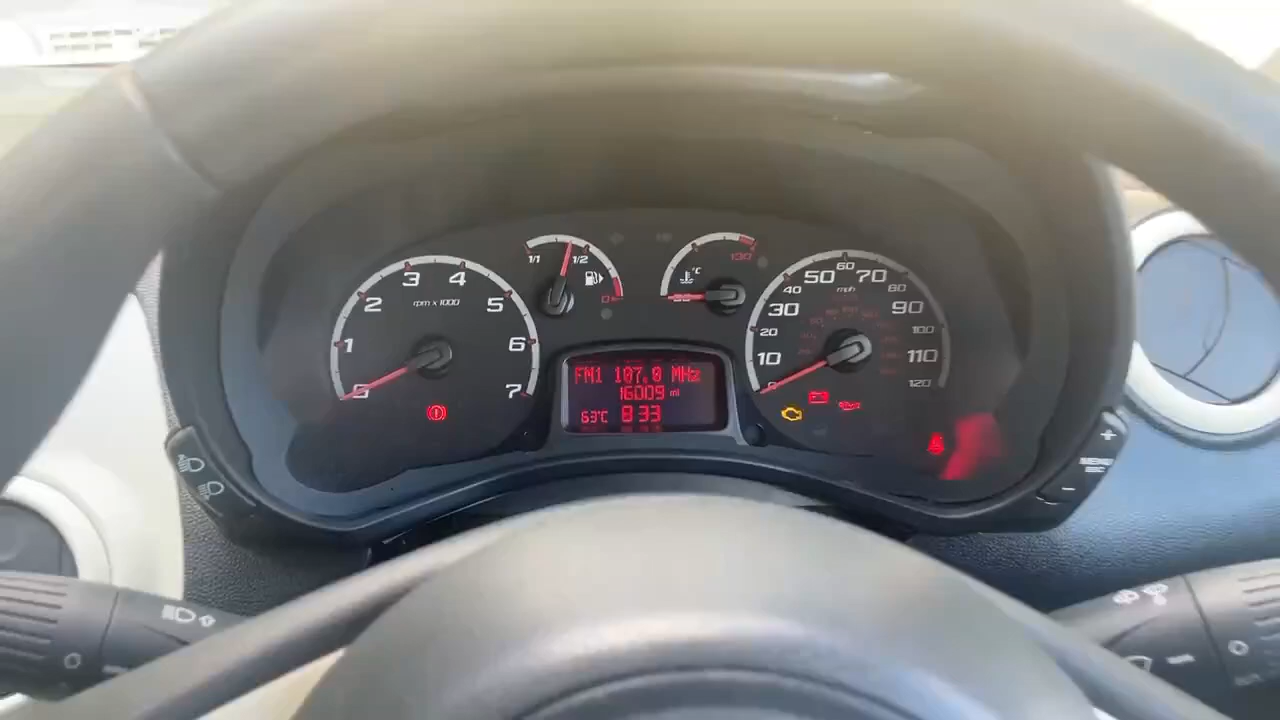 1/1 1/2 0
°C 130
rpm x 1000
0 1 2 3 4 5 6 7
mph
0 10 20 30 40 50 60 70 80 90 100 110 120
FM1 107.0 MHz
16009 mi
63°C 8 33
+
MENU
ESC
-